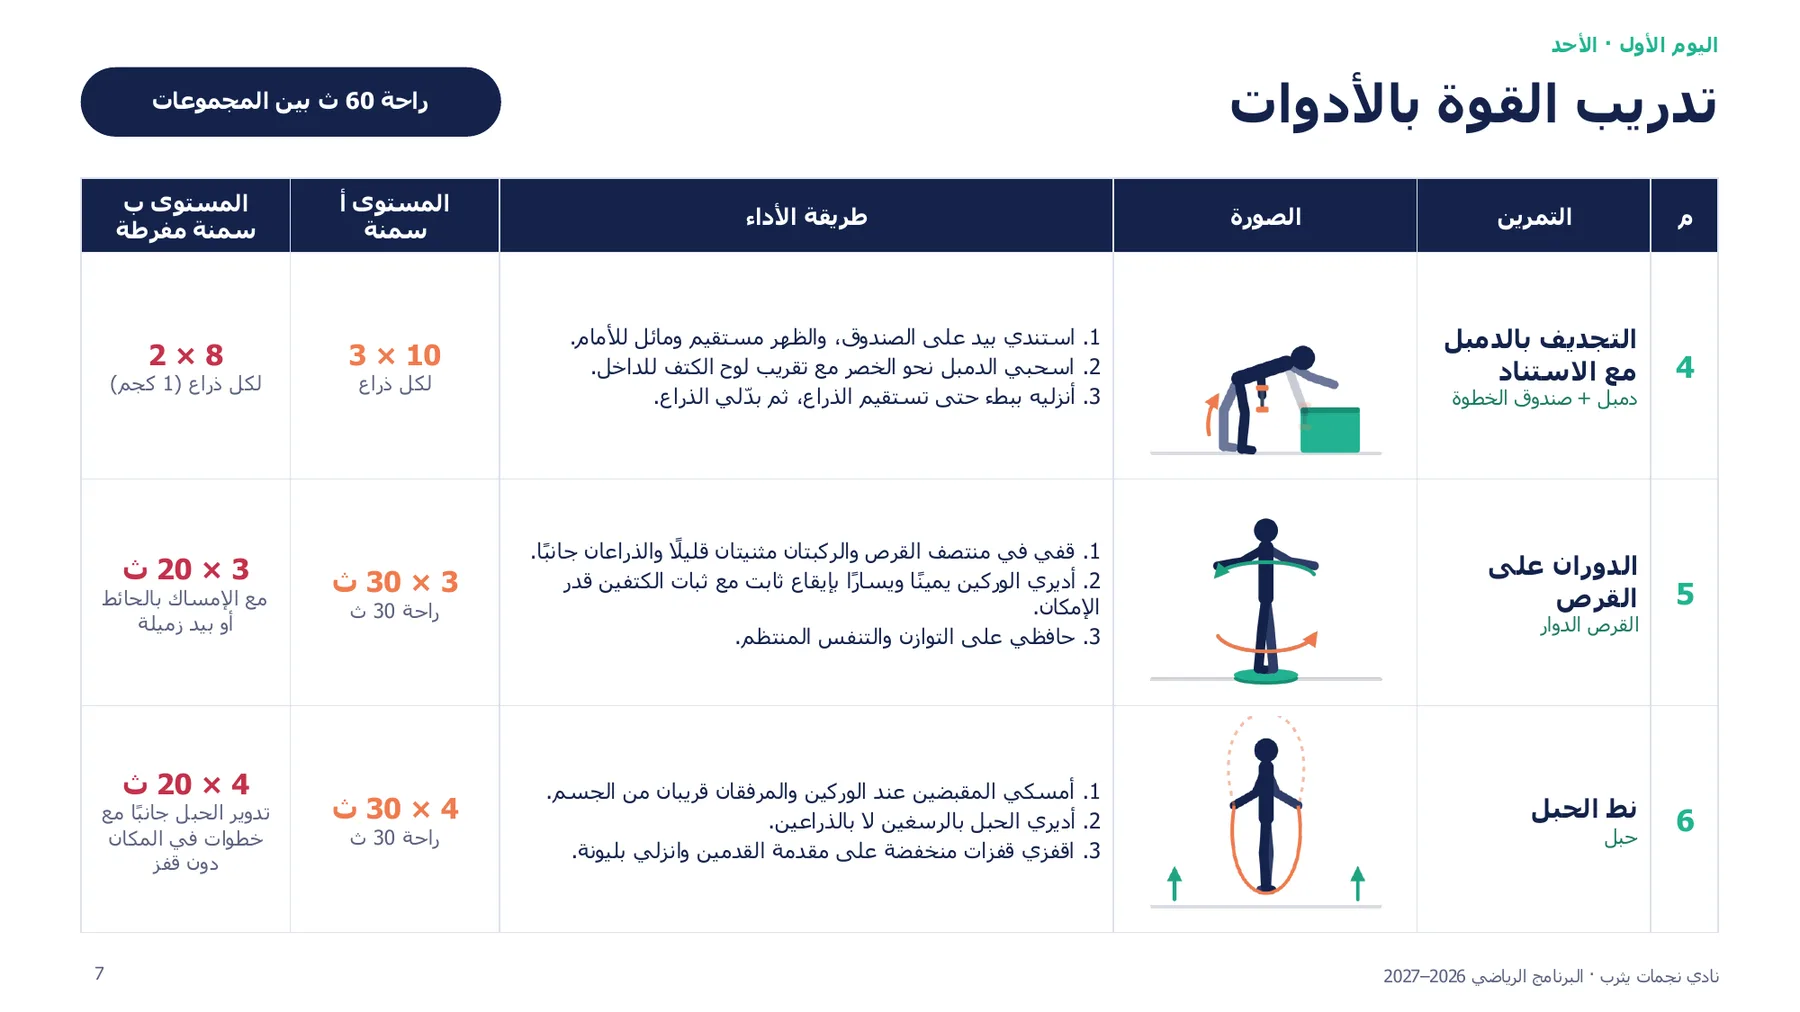 اليوم الأول · الأحد
تدريب القوة بالأدوات
راحة 60 ث بين المجموعات
م
التمرين
الصورة
طريقة الأداء
المستوى أ
سمنة
المستوى ب
سمنة مفرطة
4
التجديف بالدمبل
مع الاستناد
دمبل + صندوق الخطوة
1. استندي بيد على الصندوق، والظهر مستقيم ومائل للأمام.
2. اسحبي الدمبل نحو الخصر مع تقريب لوح الكتف للداخل.
3. أنزليه ببطء حتى تستقيم الذراع، ثم بدّلي الذراع.
3 × 10
لكل ذراع
2 × 8
لكل ذراع (1 كجم)
5
الدوران على
القرص
القرص الدوار
1. قفي في منتصف القرص والركبتان مثنيتان قليلًا والذراعان جانبًا.
2. أديري الوركين يمينًا ويسارًا بإيقاع ثابت مع ثبات الكتفين قدر
الإمكان.
3. حافظي على التوازن والتنفس المنتظم.
3 × 30 ث
راحة 30 ث
3 × 20 ث
مع الإمساك بالحائط
أو بيد زميلة
6
نط الحبل
حبل
1. أمسكي المقبضين عند الوركين والمرفقان قريبان من الجسم.
2. أديري الحبل بالرسغين لا بالذراعين.
3. اقفزي قفزات منخفضة على مقدمة القدمين وانزلي بليونة.
4 × 30 ث
راحة 30 ث
4 × 20 ث
تدوير الحبل جانبًا مع
خطوات في المكان
دون قفز
نادي نجمات يثرب · البرنامج الرياضي 2026–2027
7